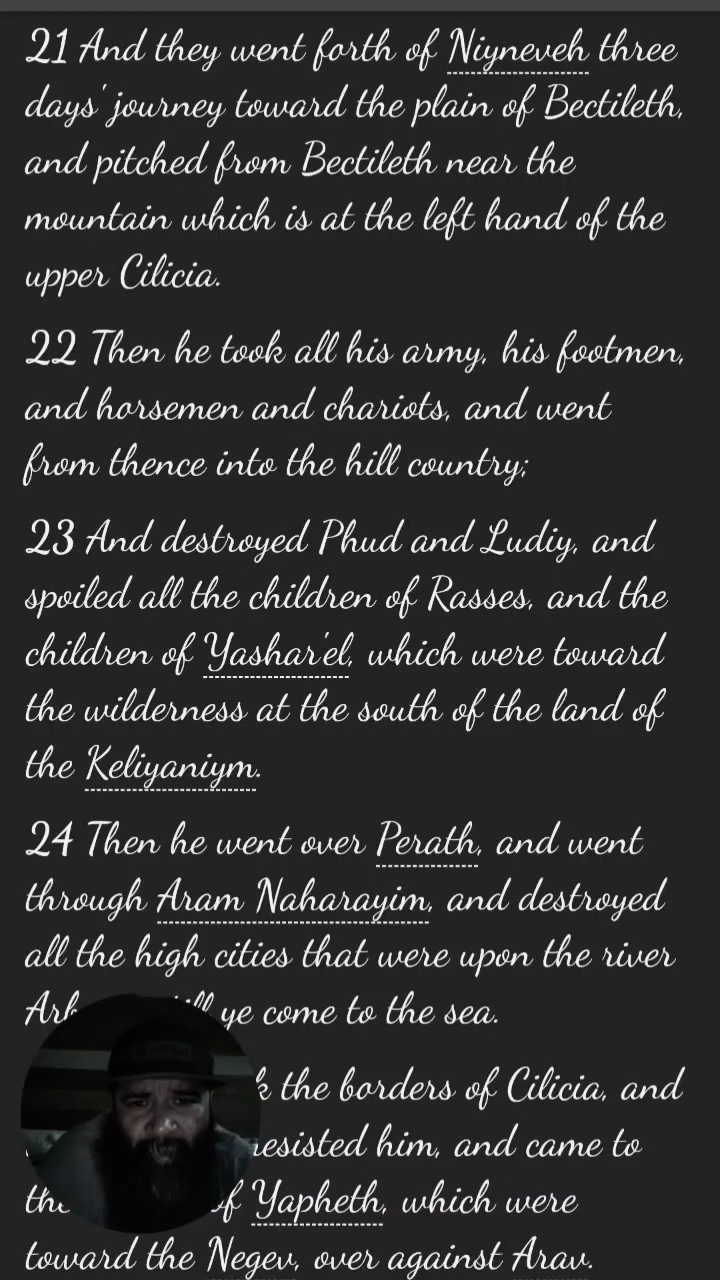 21 And they went forth of Niyneveh three
days' journey toward the plain of Bectileth,
and pitched from Bectileth near the
mountain which is at the left hand of the
upper Cilicia.
22 Then he took all his army, his footmen,
and horsemen and chariots, and went
from thence into the hill country;
23 And destroyed Phud and Ludiy, and
spoiled all the children of Rasses, and the
children of Yashar'el, which were toward
the wilderness at the south of the land of
the Keliyaniym.
24 Then he went over Perath, and went
through Aram Naharayim, and destroyed
all the high cities that were upon the river
ye come to the sea.
the borders of Cilicia, and
resisted him, and came to
of Yapheth, which were
toward the Negev, over against Arav.